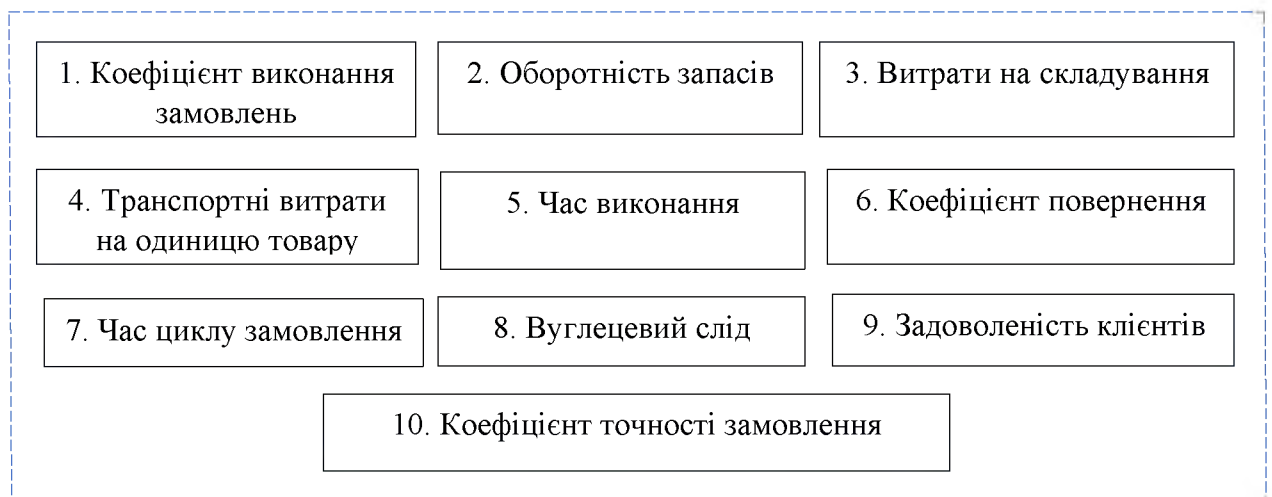 1. Коефіцієнт виконання
замовлень
2. Оборотність запасів
3. Витрати на складування
4. Транспортні витрати
на одиницю товару
5. Час виконання
6. Коефіцієнт повернення
7. Час циклу замовлення
8. Вуглецевий слід
9. Задоволеність клієнтів
10. Коефіцієнт точності замовлення